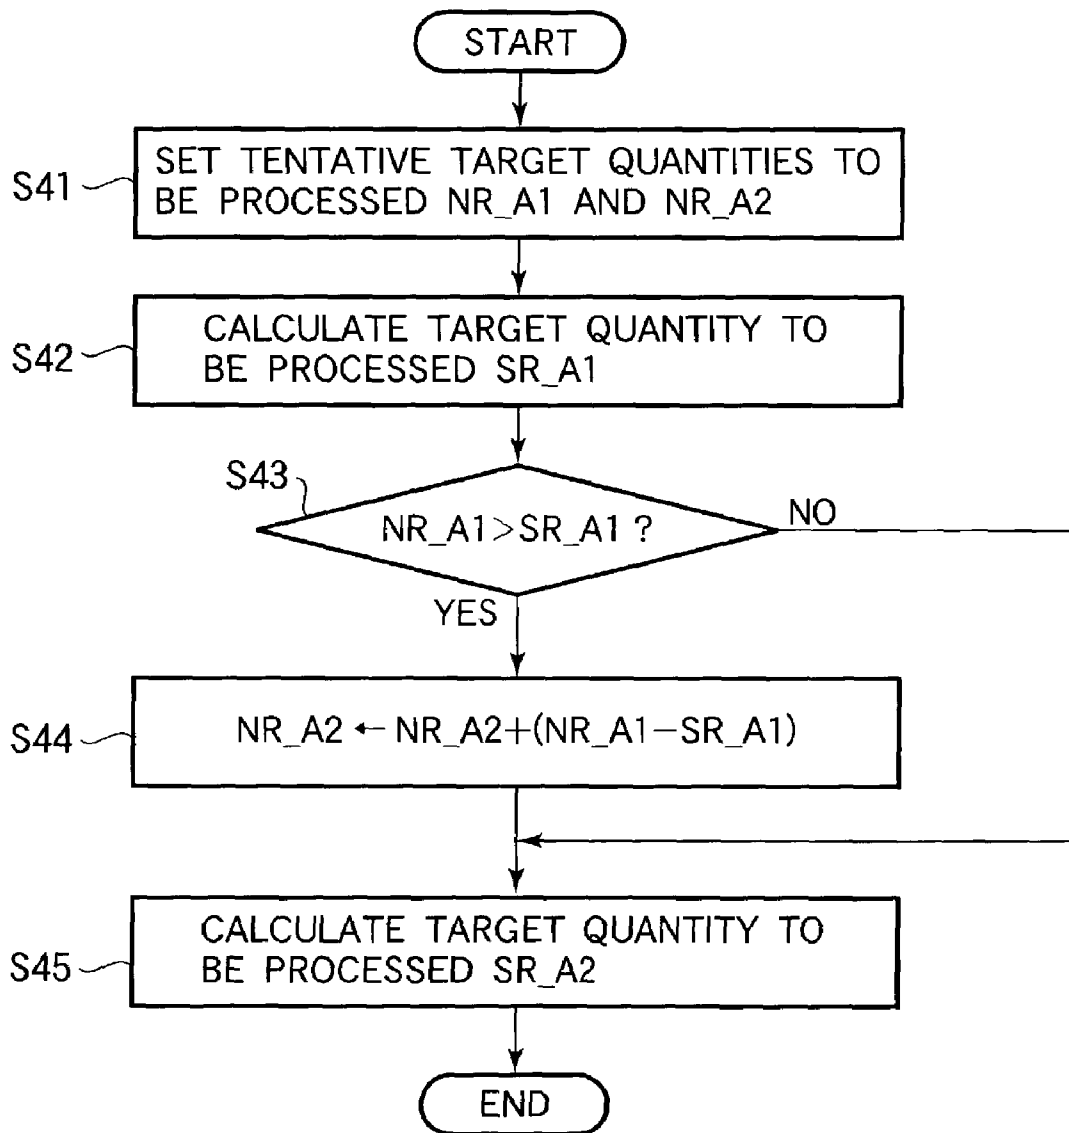 START
S41
SET TENTATIVE TARGET QUANTITIES TO
BE PROCESSED NR_A1 AND NR_A2
S42
CALCULATE TARGET QUANTITY TO
BE PROCESSED SR_A1
S43
NR_A1>SR_A1 ?
NO
YES
S44
NR_A2←NR_A2+(NR_A1−SR_A1)
S45
CALCULATE TARGET QUANTITY TO
BE PROCESSED SR_A2
END